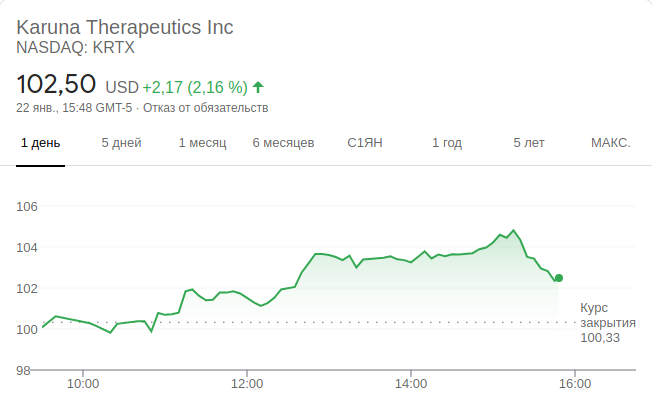 Karuna Therapeutics Inc
NASDAQ: KRTX
102,50 USD +2,17 (2,16 %)
22 янв., 15:48 GMT-5 · Отказ от обязательств
1 день 5 дней 1 месяц 6 месяцев С1ЯН 1 год 5 лет МАКС.
106
104
102
100
98
Курс
закрытия
100,33
10:00 12:00 14:00 16:00